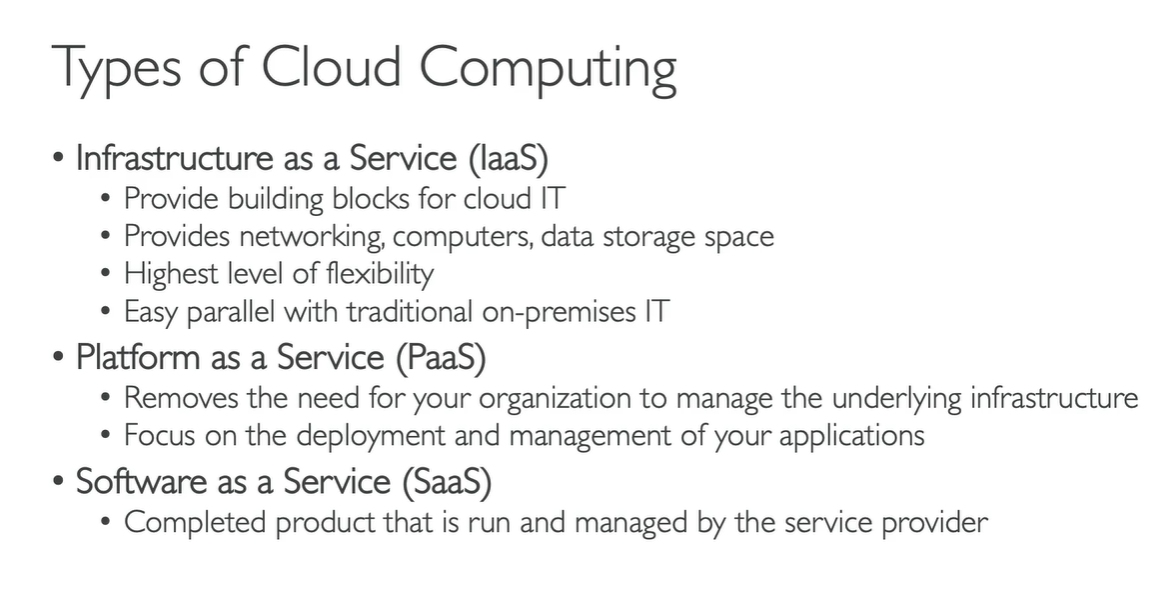 Types of Cloud Computing
• Infrastructure as a Service (IaaS)
• Provide building blocks for cloud IT
• Provides networking, computers, data storage space
• Highest level of flexibility
• Easy parallel with traditional on-premises IT
• Platform as a Service (PaaS)
• Removes the need for your organization to manage the underlying infrastructure
• Focus on the deployment and management of your applications
• Software as a Service (SaaS)
• Completed product that is run and managed by the service provider